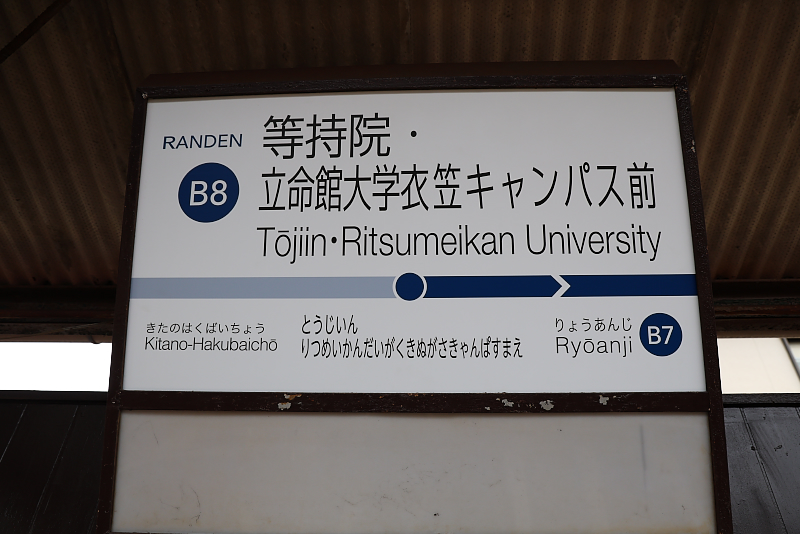 RANDEN
B8
等持院・
立命館大学衣笠キャンパス前
Tōjiin・Ritsumeikan University
きたのはくばいちょう
Kitano-Hakubaichō
とうじいん
りつめいかんだいがくきぬがさきゃんぱすまえ
りょうあんじ
Ryōanji
B7